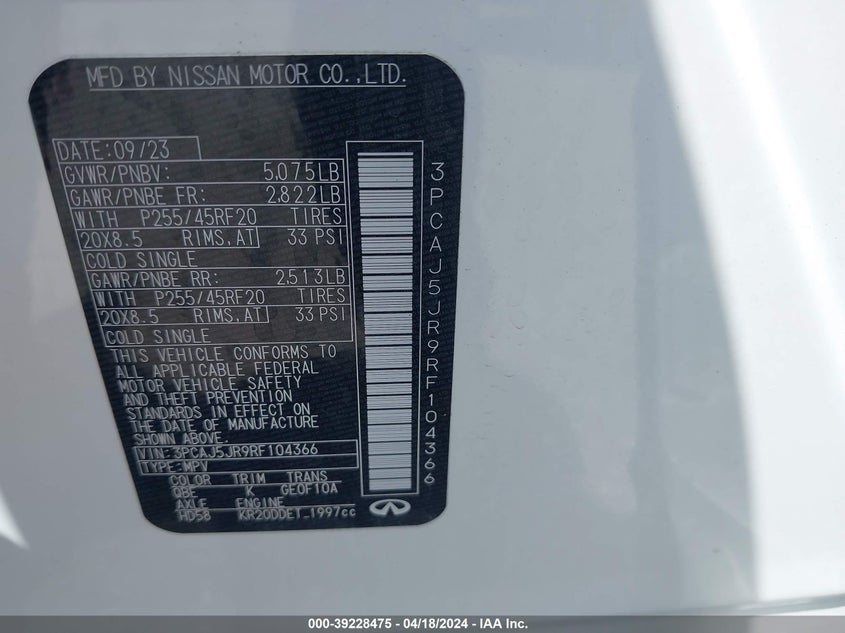 MFD BY NISSAN MOTOR CO.,LTD.
DATE:09/23
GVWR/PNBV: 5,075LB
GAWR/PNBE FR: 2,822LB
WITH P255/45RF20 TIRES
20X8.5 RIMS,AT 33 PSI
COLD SINGLE
GAWR/PNBE RR: 2,513LB
WITH P255/45RF20 TIRES
20X8.5 RIMS,AT 33 PSI
COLD SINGLE
THIS VEHICLE CONFORMS TO
ALL APPLICABLE FEDERAL
MOTOR VEHICLE SAFETY
AND THEFT PREVENTION
STANDARDS IN EFFECT ON
THE DATE OF MANUFACTURE
SHOWN ABOVE.
VIN:3PCAJ5JR9RF104366
TYPE:MPV
COLOR TRIM TRANS
QBE K GE0F10A
AXLE ENGINE
HD58 KR20DDET 1997cc
3PCAJ5JR9RF104366
000-39228475 - 04/18/2024 - IAA Inc.